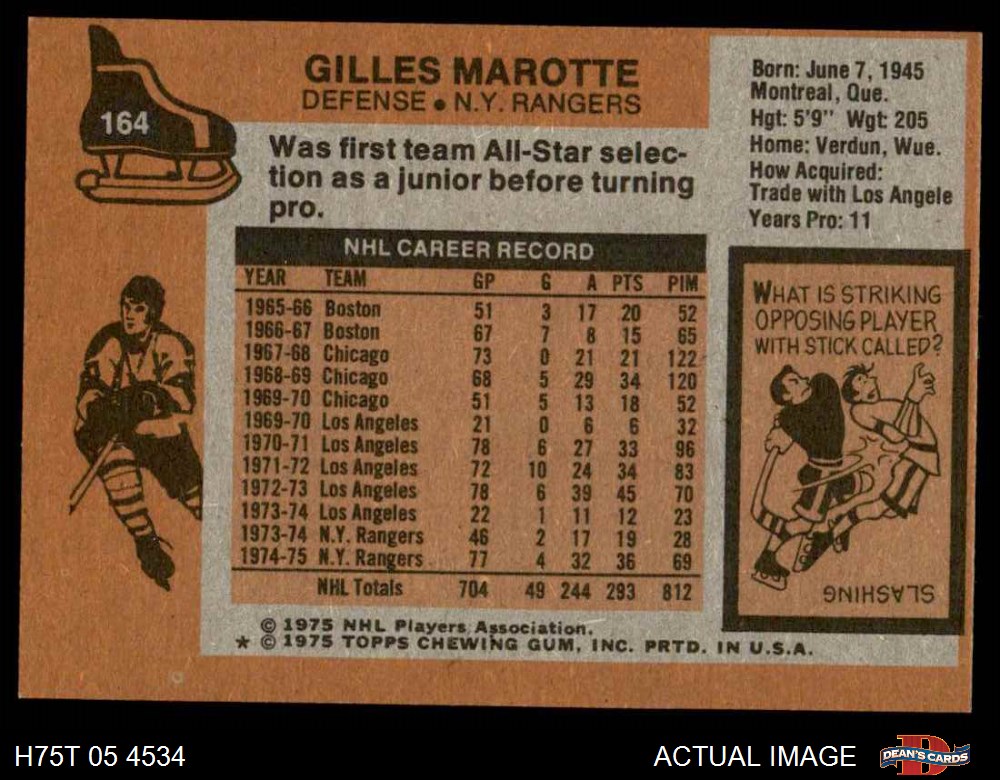 164
GILLES MAROTTE
DEFENSE • N.Y. RANGERS
Was first team All-Star selec-
tion as a junior before turning
pro.
Born: June 7, 1945
Montreal, Que.
Hgt: 5'9" Wgt: 205
Home: Verdun, Wue.
How Acquired:
Trade with Los Angele
Years Pro: 11
NHL CAREER RECORD
YEAR TEAM GP G A PTS PIM
1965-66 Boston 51 3 17 20 52
1966-67 Boston 67 7 8 15 65
1967-68 Chicago 73 0 21 21 122
1968-69 Chicago 68 5 29 34 120
1969-70 Chicago 51 5 13 18 52
1969-70 Los Angeles 21 0 6 6 32
1970-71 Los Angeles 78 6 27 33 96
1971-72 Los Angeles 72 10 24 34 83
1972-73 Los Angeles 78 6 39 45 70
1973-74 Los Angeles 22 1 11 12 23
1973-74 N.Y. Rangers 46 2 17 19 28
1974-75 N.Y. Rangers 77 4 32 36 69
NHL Totals 704 49 244 293 812
WHAT IS STRIKING
OPPOSING PLAYER
WITH STICK CALLED?
SLASHING
© 1975 NHL Players Association.
* © 1975 TOPPS CHEWING GUM, INC. PRTD. IN U.S.A.
H75T 05 4534
ACTUAL IMAGE
DEAN'S CARDS